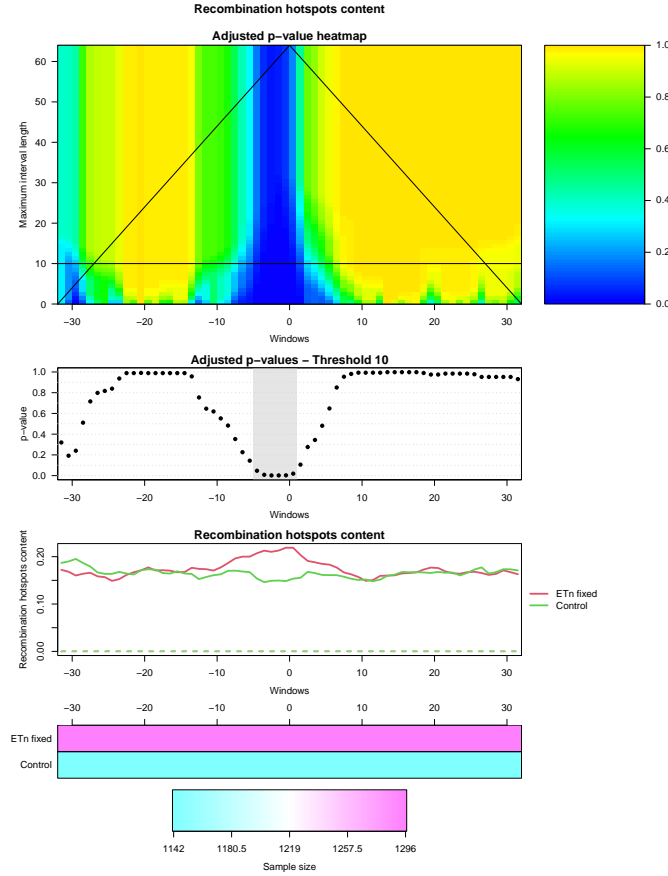 Recombination hotspots content
Adjusted p−value heatmap
Maximum interval length
60
50
40
30
20
10
0
−30 −20 −10 0 10 20 30
Windows
1.0
0.8
0.6
0.4
0.2
0.0
Adjusted p−values − Threshold 10
p−value
1.0
0.8
0.6
0.4
0.2
0.0
−30 −20 −10 0 10 20 30
Windows
Recombination hotspots content
Recombination hotspots content
0.20
0.10
0.00
−30 −20 −10 0 10 20 30
Windows
ETn fixed
Control
−30 −20 −10 0 10 20 30
ETn fixed
Control
1142 1180.5 1219 1257.5 1296
Sample size